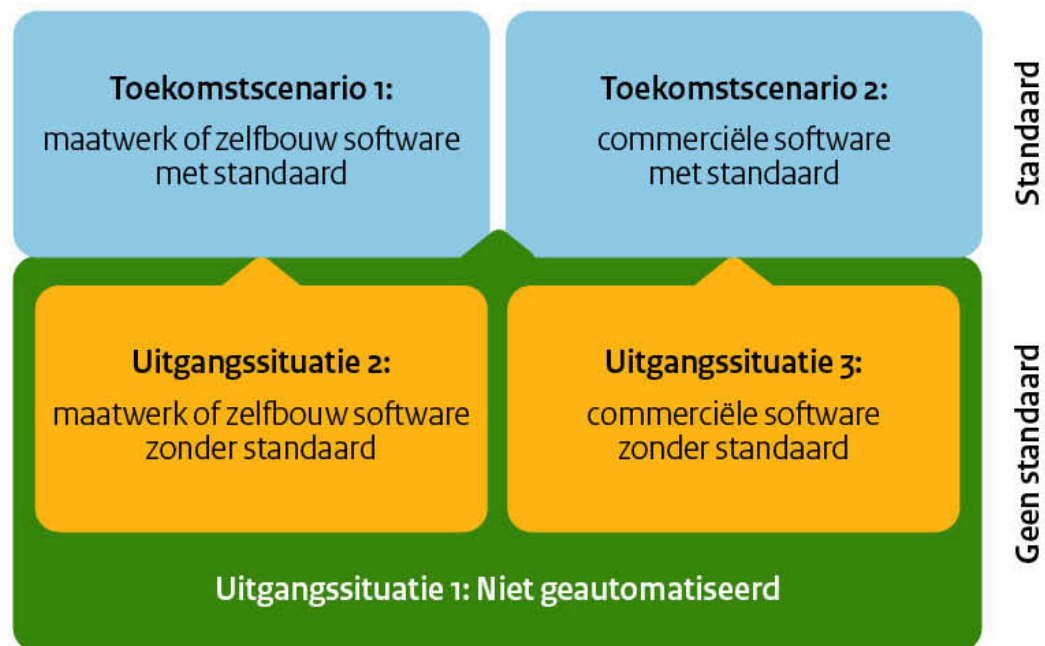 Toekomstscenario 1:
maatwerk of zelfbouw software
met standaard
Toekomstscenario 2:
commerciële software
met standaard
Standaard
Uitgangssituatie 2:
maatwerk of zelfbouw software
zonder standaard
Uitgangssituatie 3:
commerciële software
zonder standaard
Geen standaard
Uitgangssituatie 1: Niet geautomatiseerd